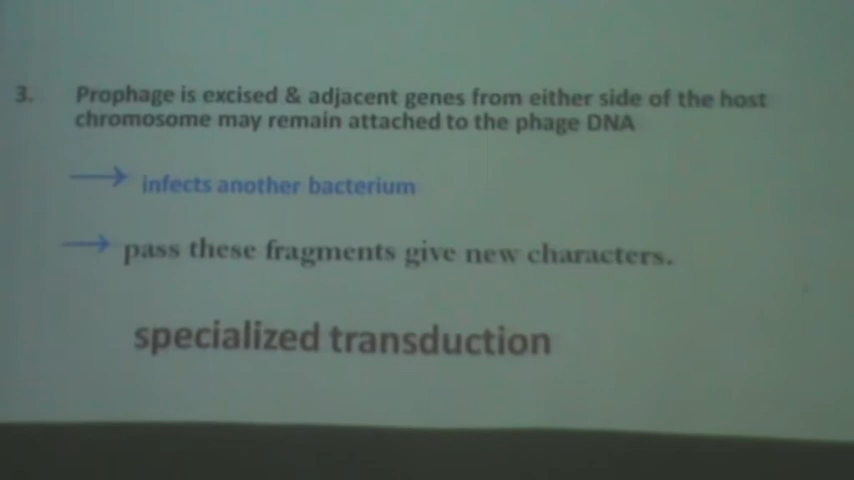 3. Prophage is excised & adjacent genes from either side of the host
chromosome may remain attached to the phage DNA
infects another bacterium
pass these fragments give new characters.
specialized transduction